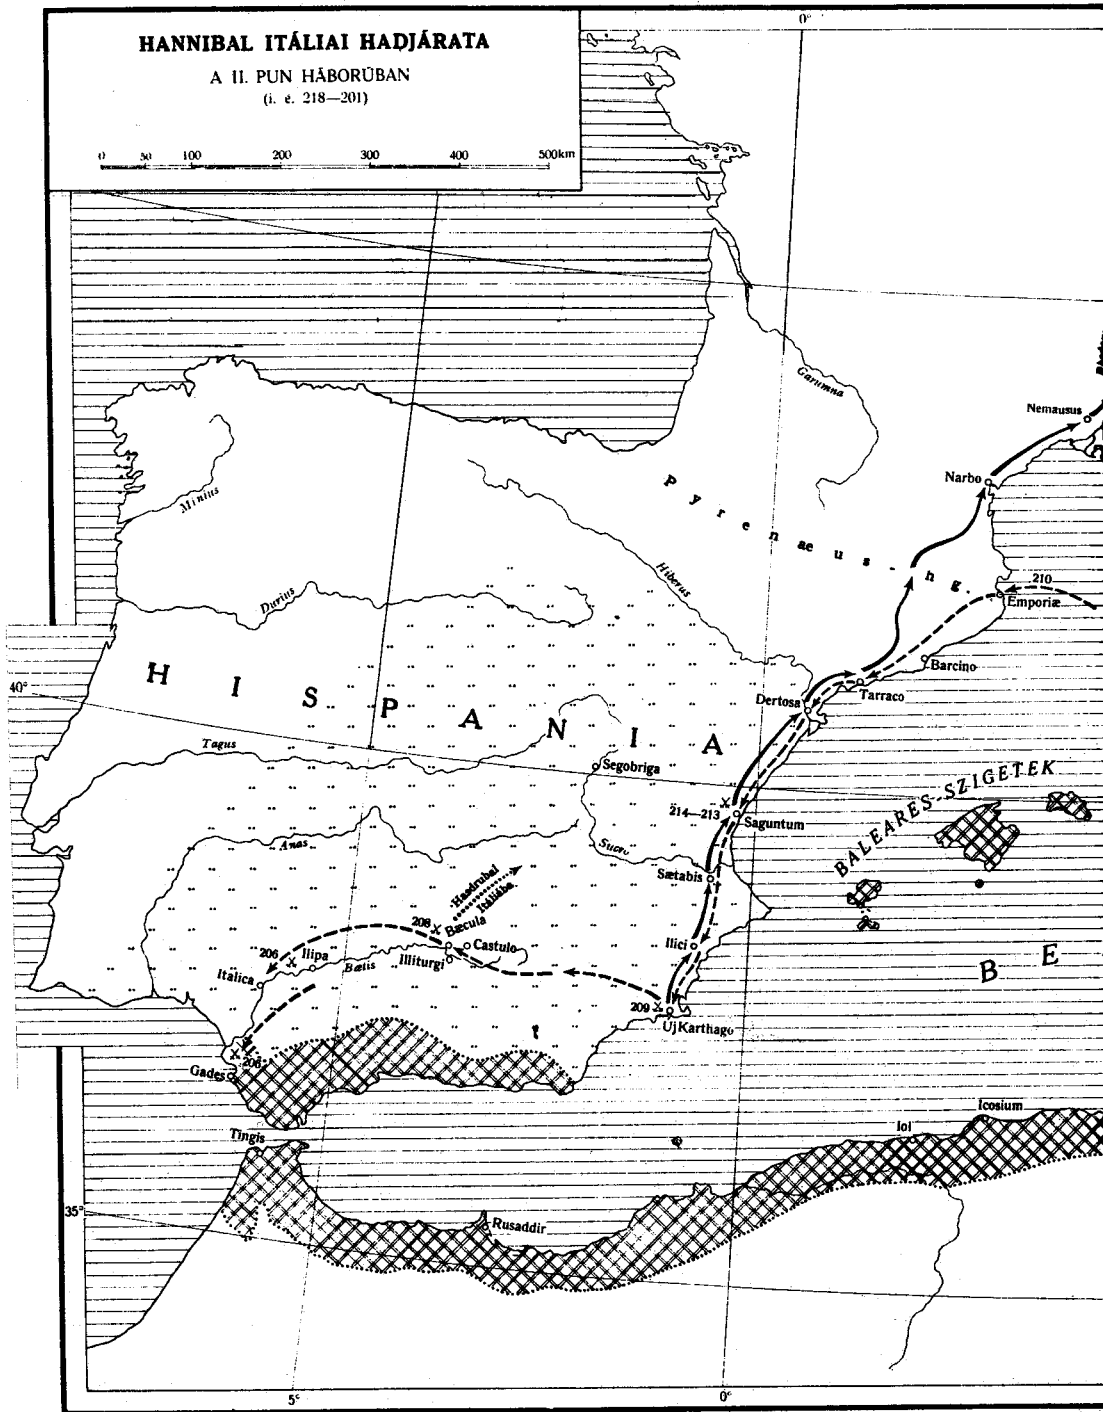 HANNIBAL ITÁLIAI HADJÁRATA
A II. PUN HÁBORÚBAN
(i. e. 218—201)
0 50 100 200 300 400 500km
0°
Garumna
Nemausus
Narbo
Pyrenaeus-hg.
Minius
Hiberus
210
Emporiæ
Durius
Barcino
40°
HISPANIA
Tarraco
Dertosa
Tagus
Segobriga
BALEARES-SZIGETEK
214—213
Saguntum
Anas
Sucro
Sætabis
Hasdrubal
Itáliába
208
Bæcula
Castulo
Ilici
206
Ilipa
Bætis
Illiturgi
Italica
BE
209
Új Karthago
206
Gades
Tingis
Icosium
Iol
35°
Rusaddir
5°
0°